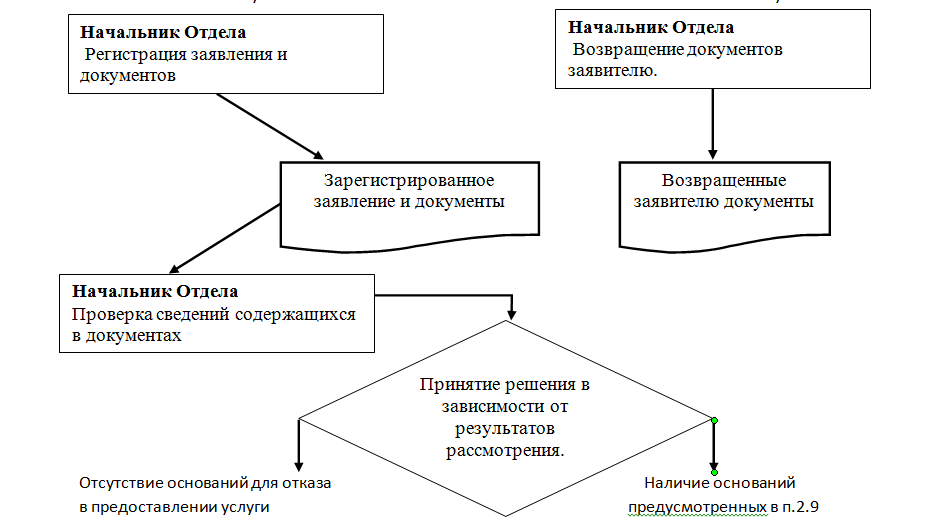 Начальник Отдела
Регистрация заявления и
документов
Начальник Отдела
Возвращение документов
заявителю.
Зарегистрированное
заявление и документы
Возвращенные
заявителю документы
Начальник Отдела
Проверка сведений содержащихся
в документах
Принятие решения в
зависимости от
результатов
рассмотрения.
Отсутствие оснований для отказа
в предоставлении услуги
Наличие оснований
предусмотренных в п.2.9